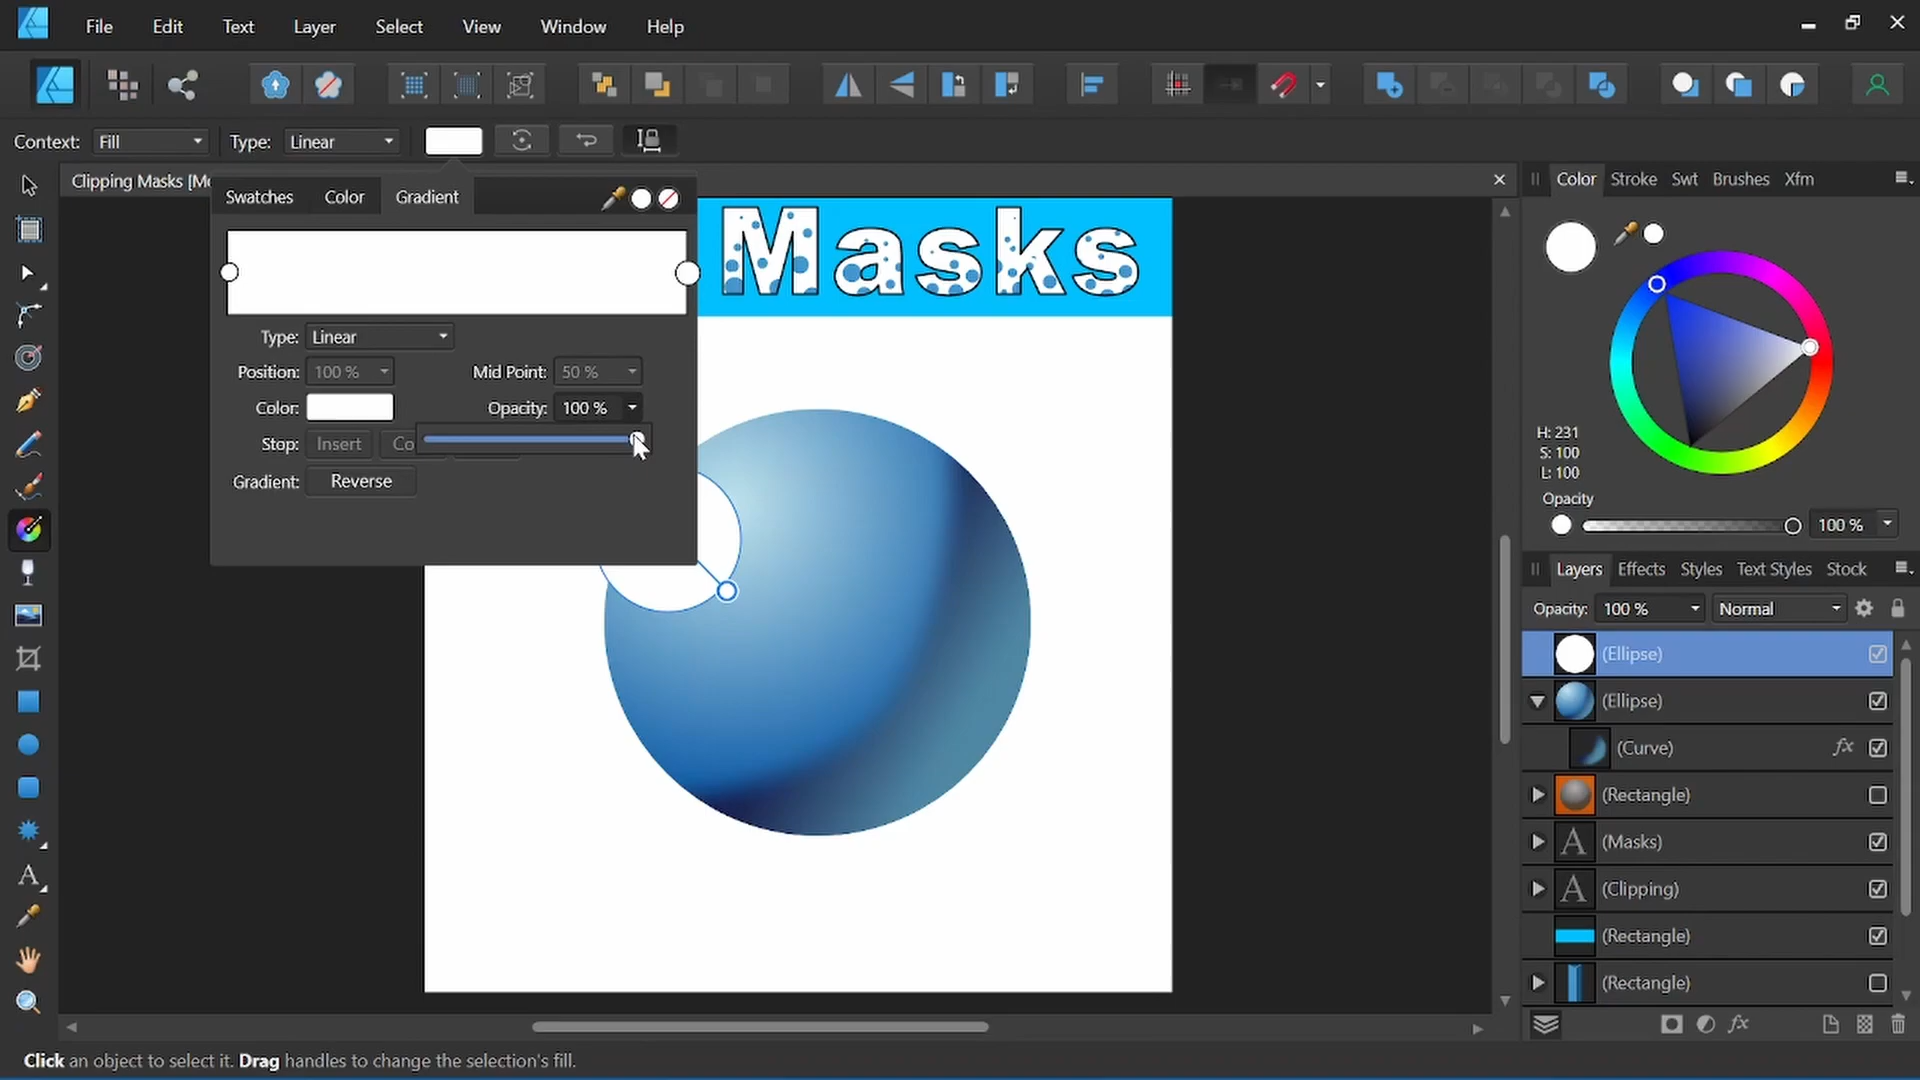 File Edit Text Layer Select View Window Help
Context: Fill Type: Linear
Clipping Masks [Mo
Swatches Color Gradient
Masks
Type: Linear
Position: 100 % Mid Point: 50 %
Color: Opacity: 100 %
Stop: Insert Co
Gradient: Reverse
Color Stroke Swt Brushes Xfm
H: 231
S: 100
L: 100
Opacity
100 %
Layers Effects Styles Text Styles Stock
Opacity: 100 % Normal
(Ellipse)
(Ellipse)
(Curve) fx
(Rectangle)
A (Masks)
A (Clipping)
(Rectangle)
(Rectangle)
fx
A
Click an object to select it. Drag handles to change the selection's fill.